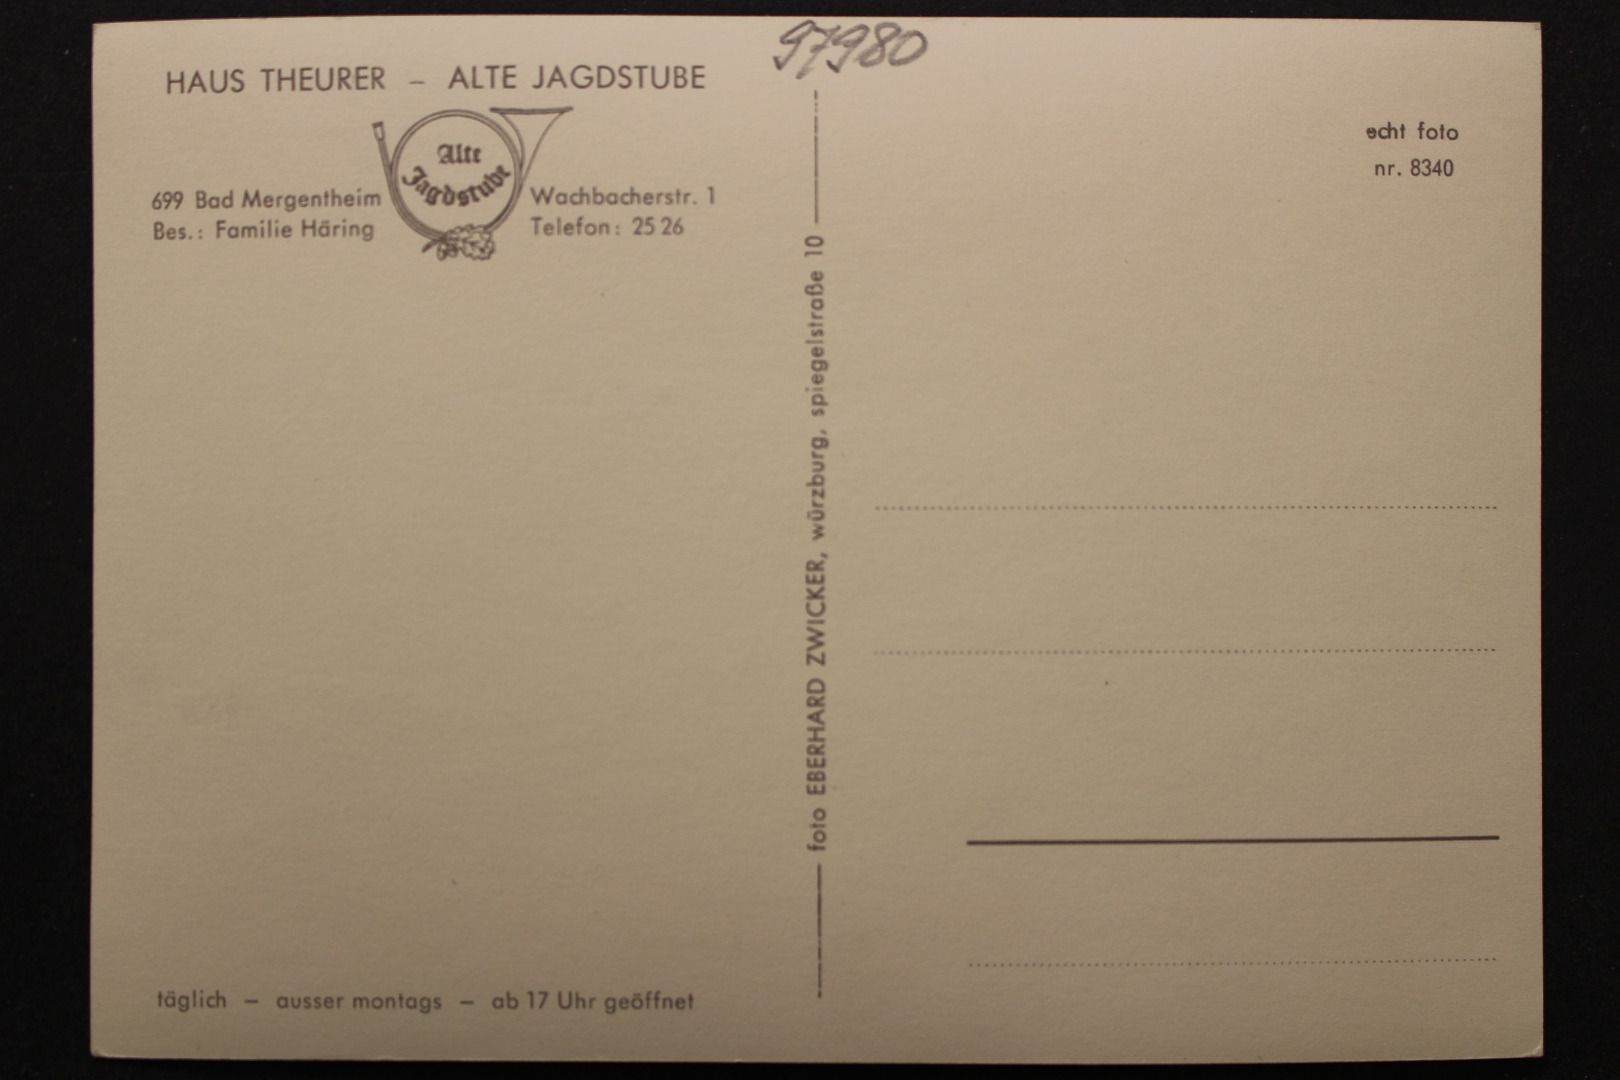 HAUS THEURER – ALTE JAGDSTUBE
Alte
Jagdstube
699 Bad Mergentheim
Bes.: Familie Häring
Wachbacherstr. 1
Telefon: 25 26
täglich – ausser montags – ab 17 Uhr geöffnet
97980
foto EBERHARD ZWICKER, würzburg, spiegelstraße 10
echt foto
nr. 8340